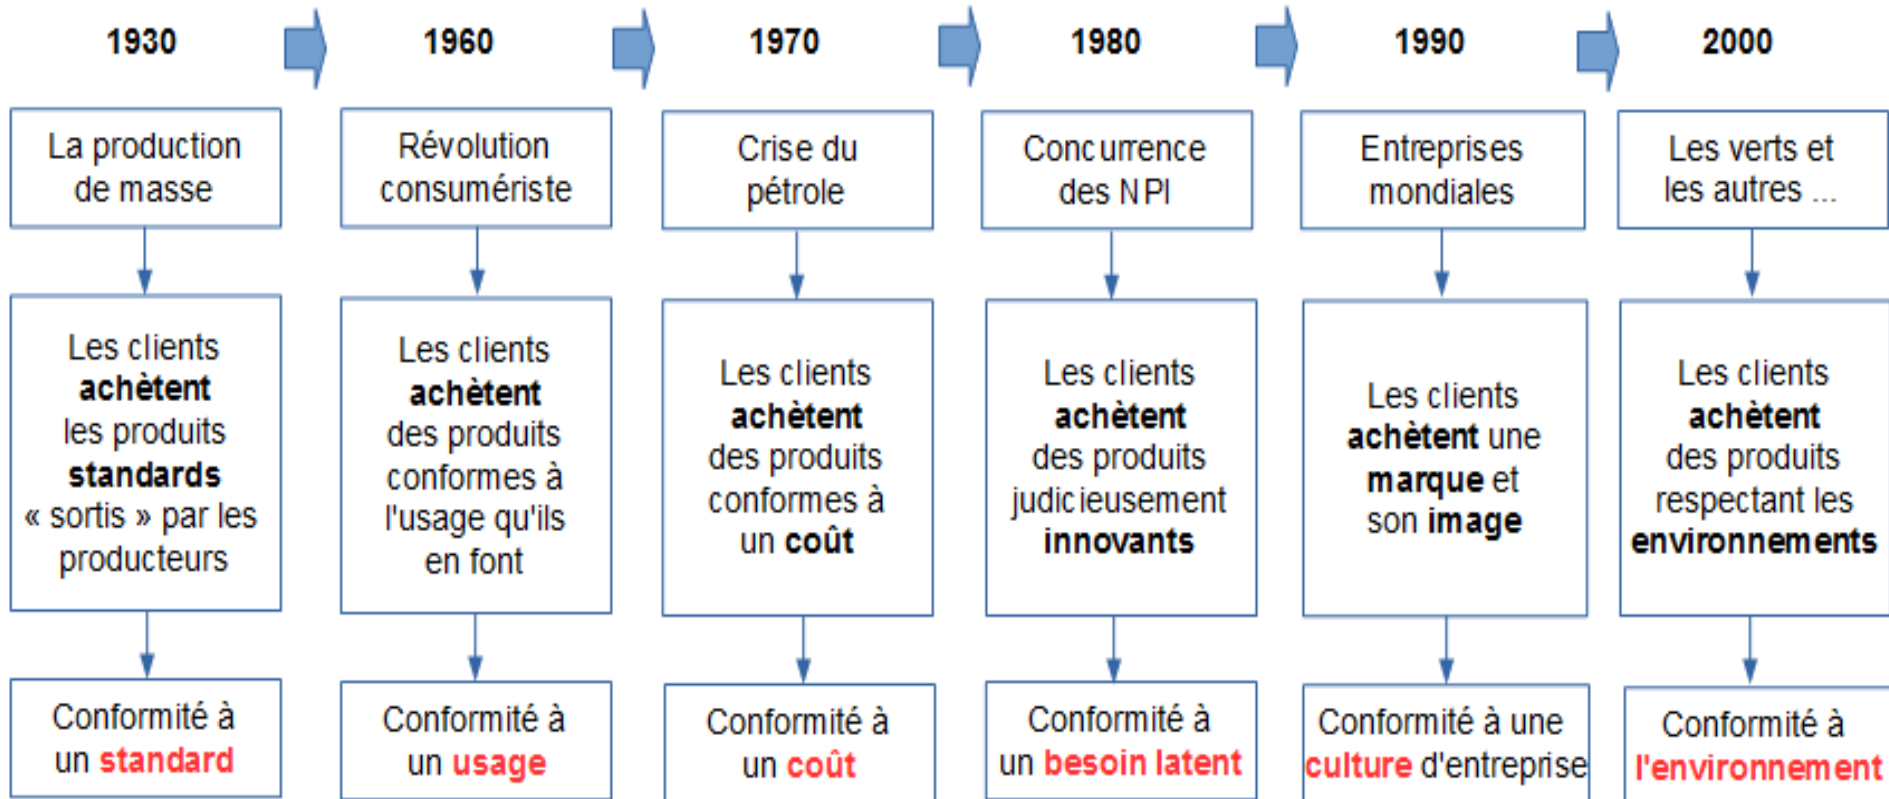 1930
1960
1970
1980
1990
2000
La production
de masse
Révolution
consumériste
Crise du
pétrole
Concurrence
des NPI
Entreprises
mondiales
Les verts et
les autres ...
Les clients
achètent
les produits
standards
« sortis » par les
producteurs
Les clients
achètent
des produits
conformes à
l'usage qu'ils
en font
Les clients
achètent
des produits
conformes à
un coût
Les clients
achètent
des produits
judicieusement
innovants
Les clients
achètent une
marque et
son image
Les clients
achètent
des produits
respectant les
environnements
Conformité à
un standard
Conformité à
un usage
Conformité à
un coût
Conformité à
un besoin latent
Conformité à une
culture d'entreprise
Conformité à
l'environnement